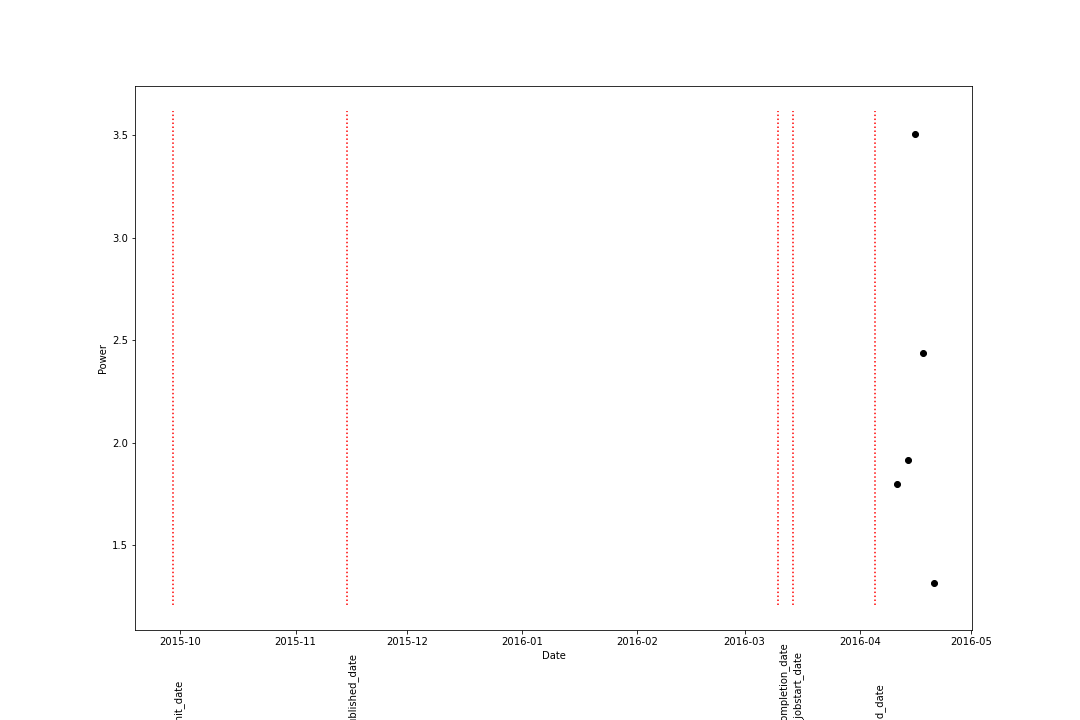 3.5
3.0
2.5
2.0
1.5
Power
2015-10
2015-11
2015-12
2016-01
2016-02
2016-03
2016-04
2016-05
Date
nit_date
ublished_date
ompletion_date
jobstart_date
d_date